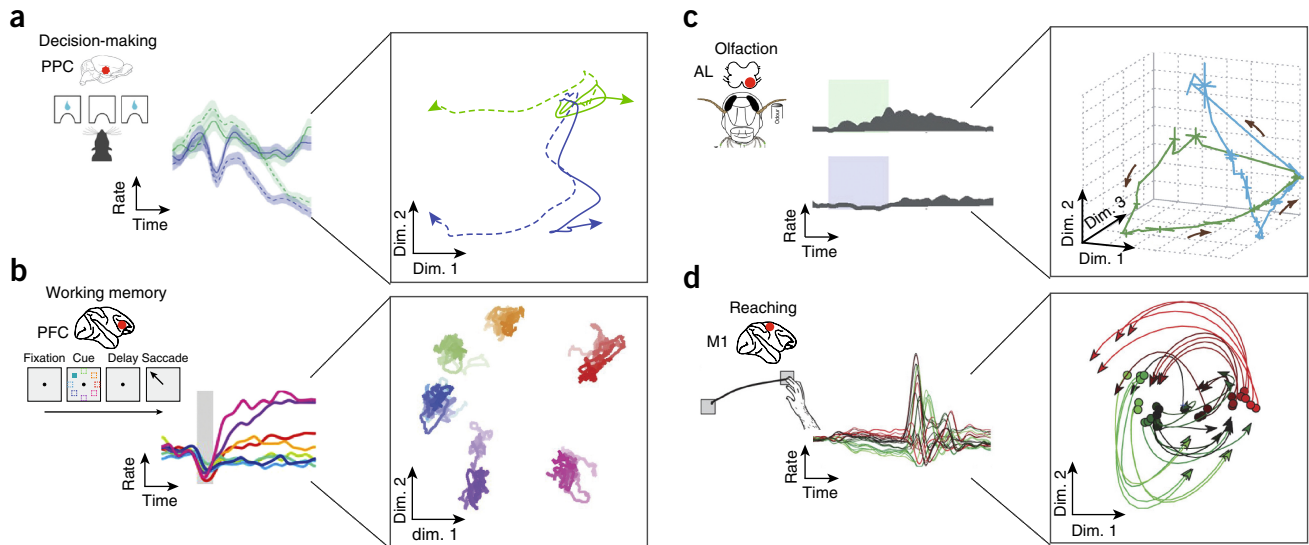 a
Decision-making
PPC
Rate
Time
Dim. 2
Dim. 1
b
Working memory
PFC
Fixation Cue Delay Saccade
Rate
Time
Dim. 2
dim. 1
c
Olfaction
AL
Odour
Rate
Time
Dim. 2
Dim. 3
Dim. 1
d
Reaching
M1
Rate
Time
Dim. 2
Dim. 1